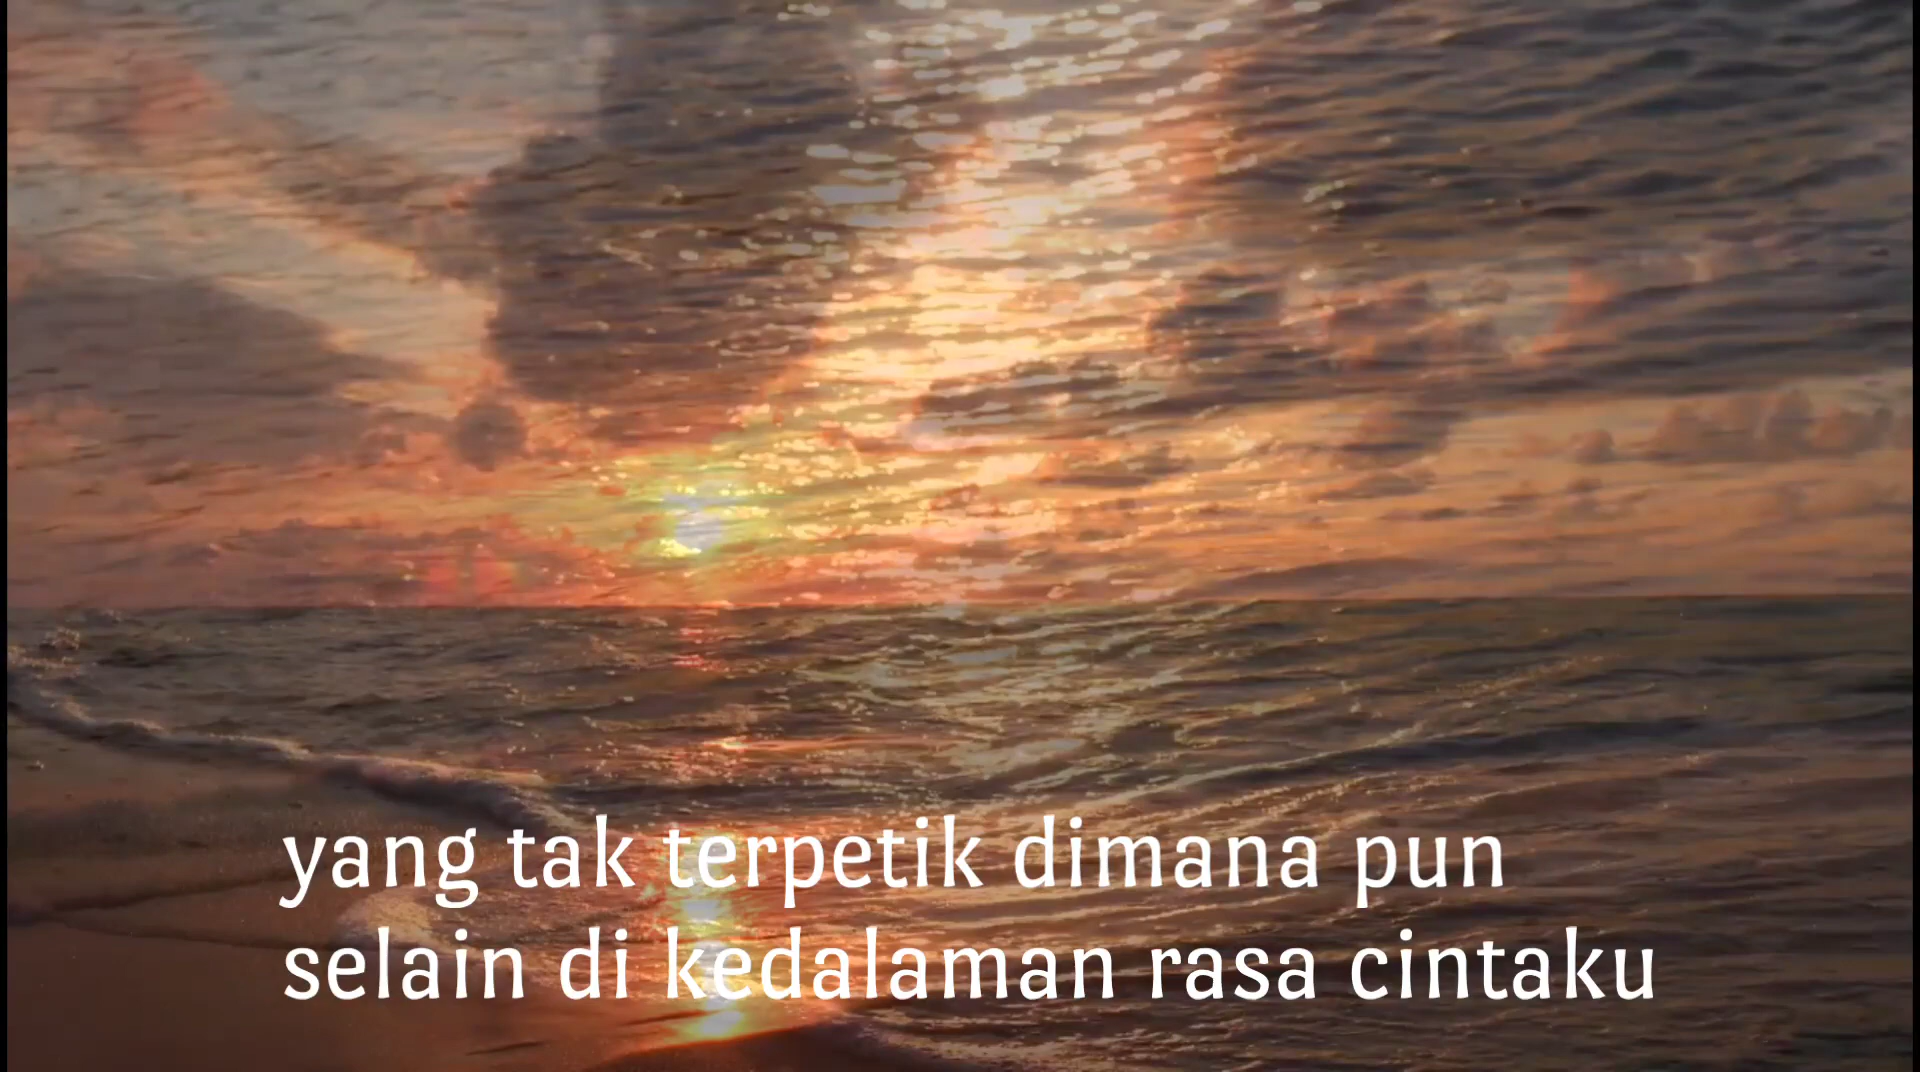 yang tak terpetik dimana pun
selain di kedalaman rasa cintaku